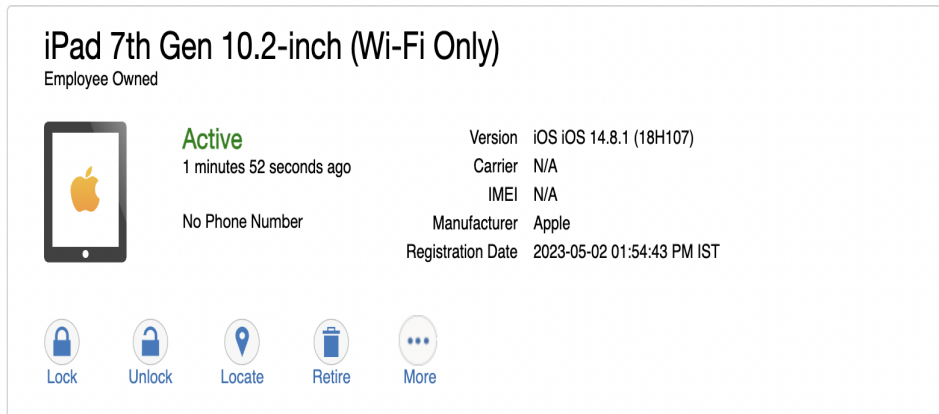 iPad 7th Gen 10.2-inch (Wi-Fi Only)
Employee Owned
Active
1 minutes 52 seconds ago
No Phone Number
Version iOS iOS 14.8.1 (18H107)
Carrier N/A
IMEI N/A
Manufacturer Apple
Registration Date 2023-05-02 01:54:43 PM IST
Lock Unlock Locate Retire More